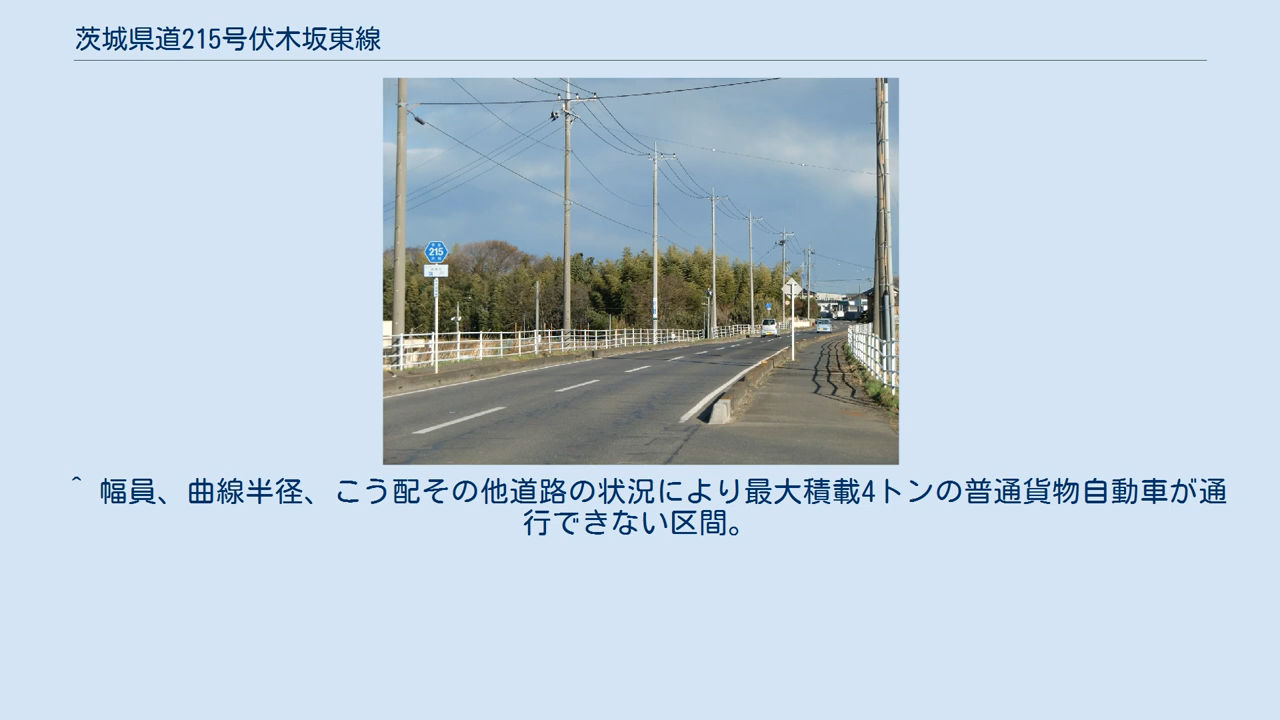 茨城県道215号伏木坂東線
215
^ 幅員、曲線半径、こう配その他道路の状況により最大積載4トンの普通貨物自動車が通
行できない区間。